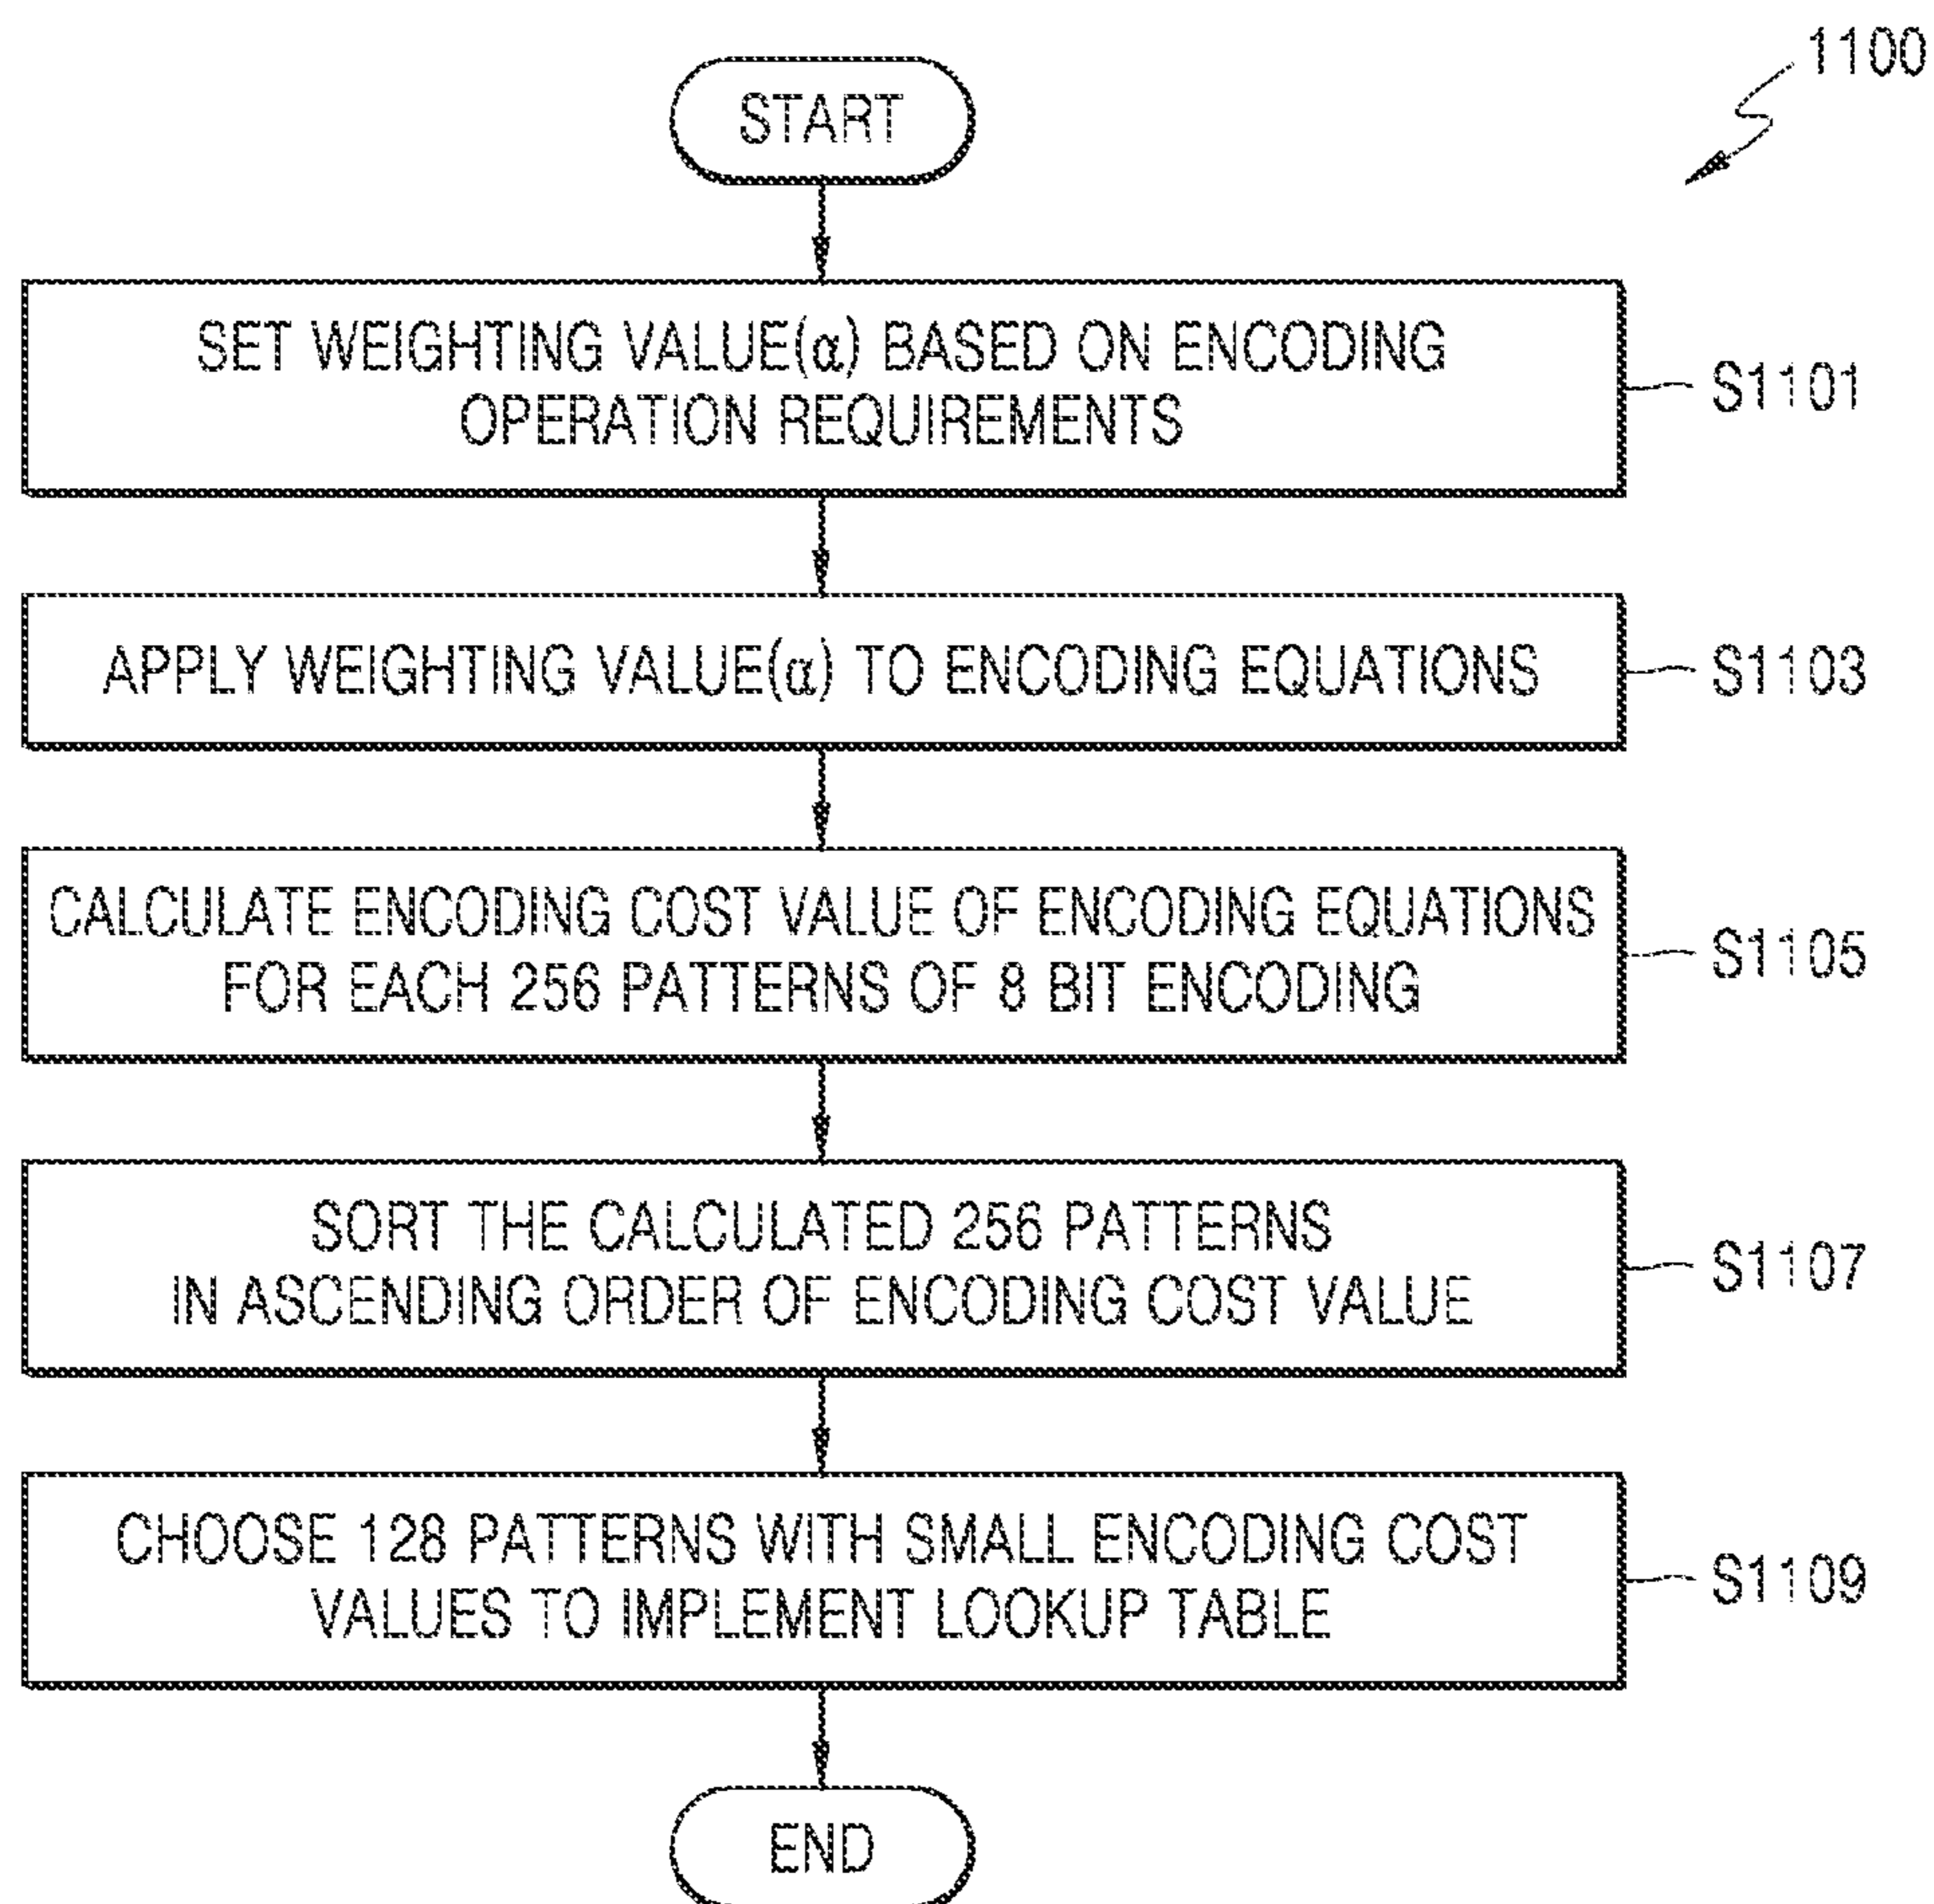 1100
START
SET WEIGHTING VALUE(α) BASED ON ENCODING
OPERATION REQUIREMENTS
S1101
APPLY WEIGHTING VALUE(α) TO ENCODING EQUATIONS
S1103
CALCULATE ENCODING COST VALUE OF ENCODING EQUATIONS
FOR EACH 256 PATTERNS OF 8 BIT ENCODING
S1105
SORT THE CALCULATED 256 PATTERNS
IN ASCENDING ORDER OF ENCODING COST VALUE
S1107
CHOOSE 128 PATTERNS WITH SMALL ENCODING COST
VALUES TO IMPLEMENT LOOKUP TABLE
S1109
END